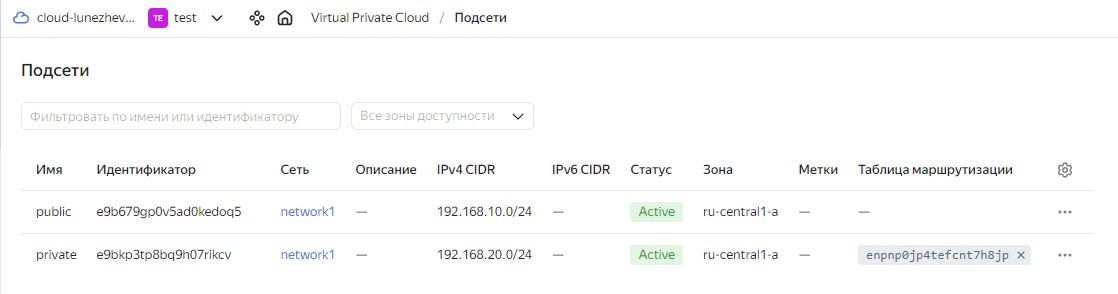 cloud-lunezhev... TE test Virtual Private Cloud / Подсети
Подсети
Фильтровать по имени или идентификатору Все зоны доступности
Имя Идентификатор Сеть Описание IPv4 CIDR IPv6 CIDR Статус Зона Метки Таблица маршрутизации
public e9b679gp0v5ad0kedoq5 network1 — 192.168.10.0/24 — Active ru-central1-a — —
private e9bkp3tp8bq9h07rikcv network1 — 192.168.20.0/24 — Active ru-central1-a — enpnp0jp4tefcnt7h8jp ×